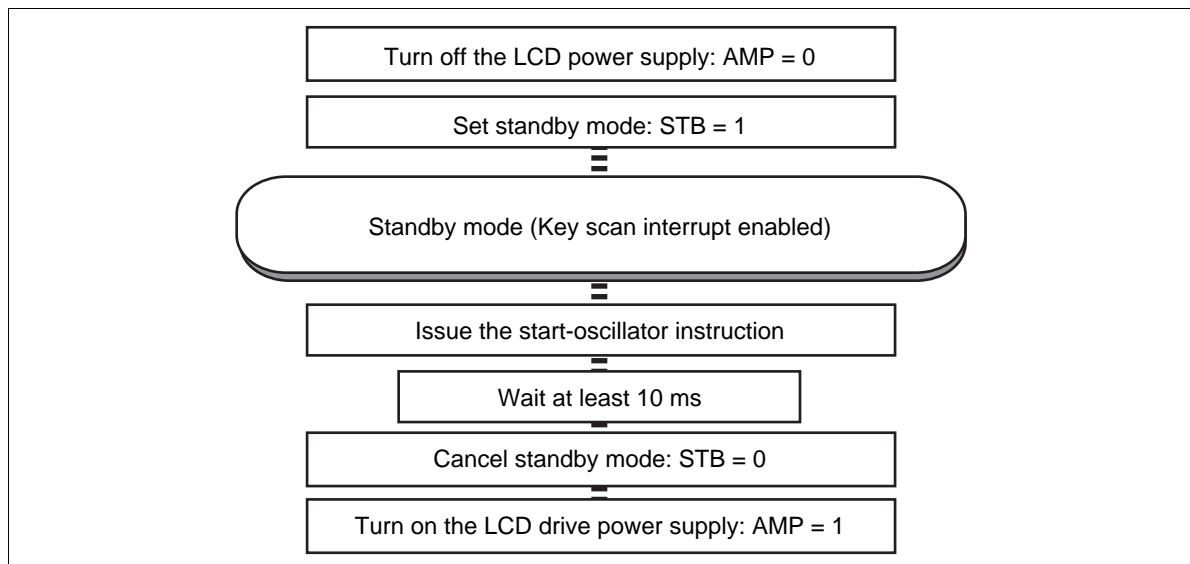 Turn off the LCD power supply: AMP = 0
Set standby mode: STB = 1
Standby mode (Key scan interrupt enabled)
Issue the start-oscillator instruction
Wait at least 10 ms
Cancel standby mode: STB = 0
Turn on the LCD drive power supply: AMP = 1